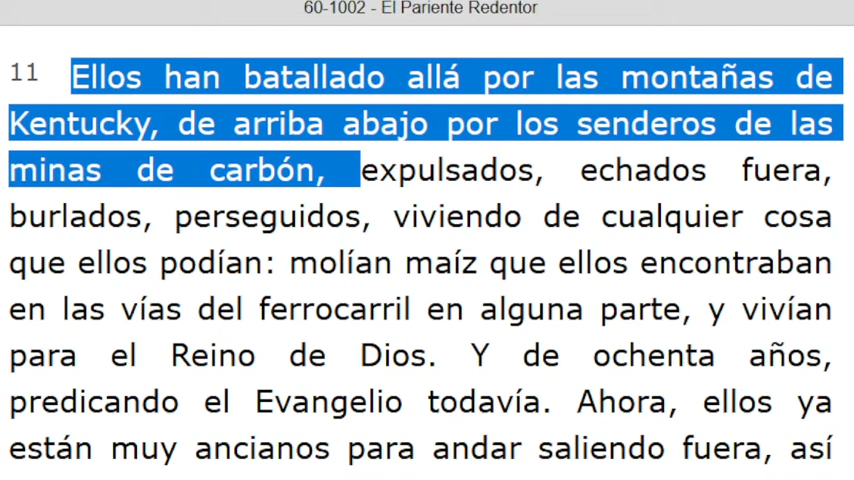 60-1002 - El Pariente Redentor
11 Ellos han batallado allá por las montañas de
Kentucky, de arriba abajo por los senderos de las
minas de carbón, expulsados, echados fuera,
burlados, perseguidos, viviendo de cualquier cosa
que ellos podían: molían maíz que ellos encontraban
en las vías del ferrocarril en alguna parte, y vivían
para el Reino de Dios. Y de ochenta años,
predicando el Evangelio todavía. Ahora, ellos ya
están muy ancianos para andar saliendo fuera, así